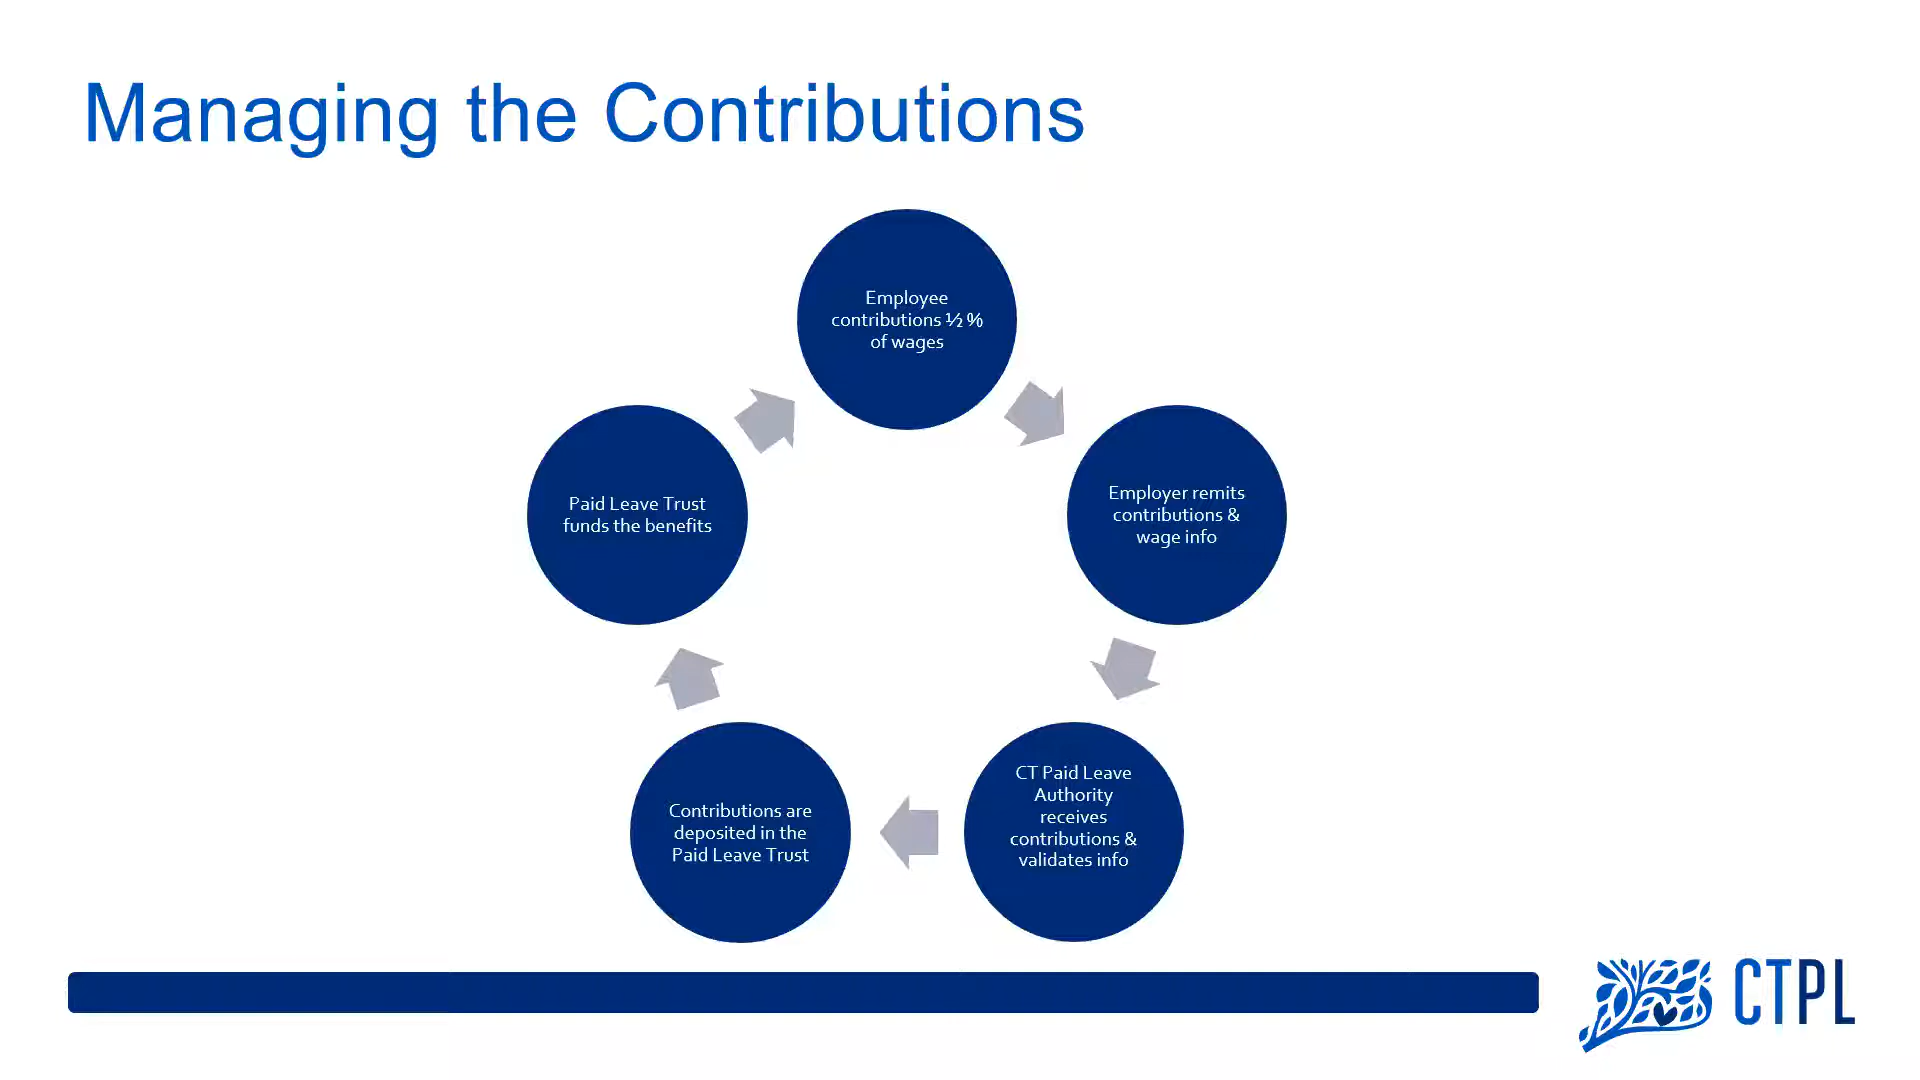 Managing the Contributions
Employee
contributions ½ %
of wages
Employer remits
contributions &
wage info
CT Paid Leave
Authority
receives
contributions &
validates info
Contributions are
deposited in the
Paid Leave Trust
Paid Leave Trust
funds the benefits
CTPL